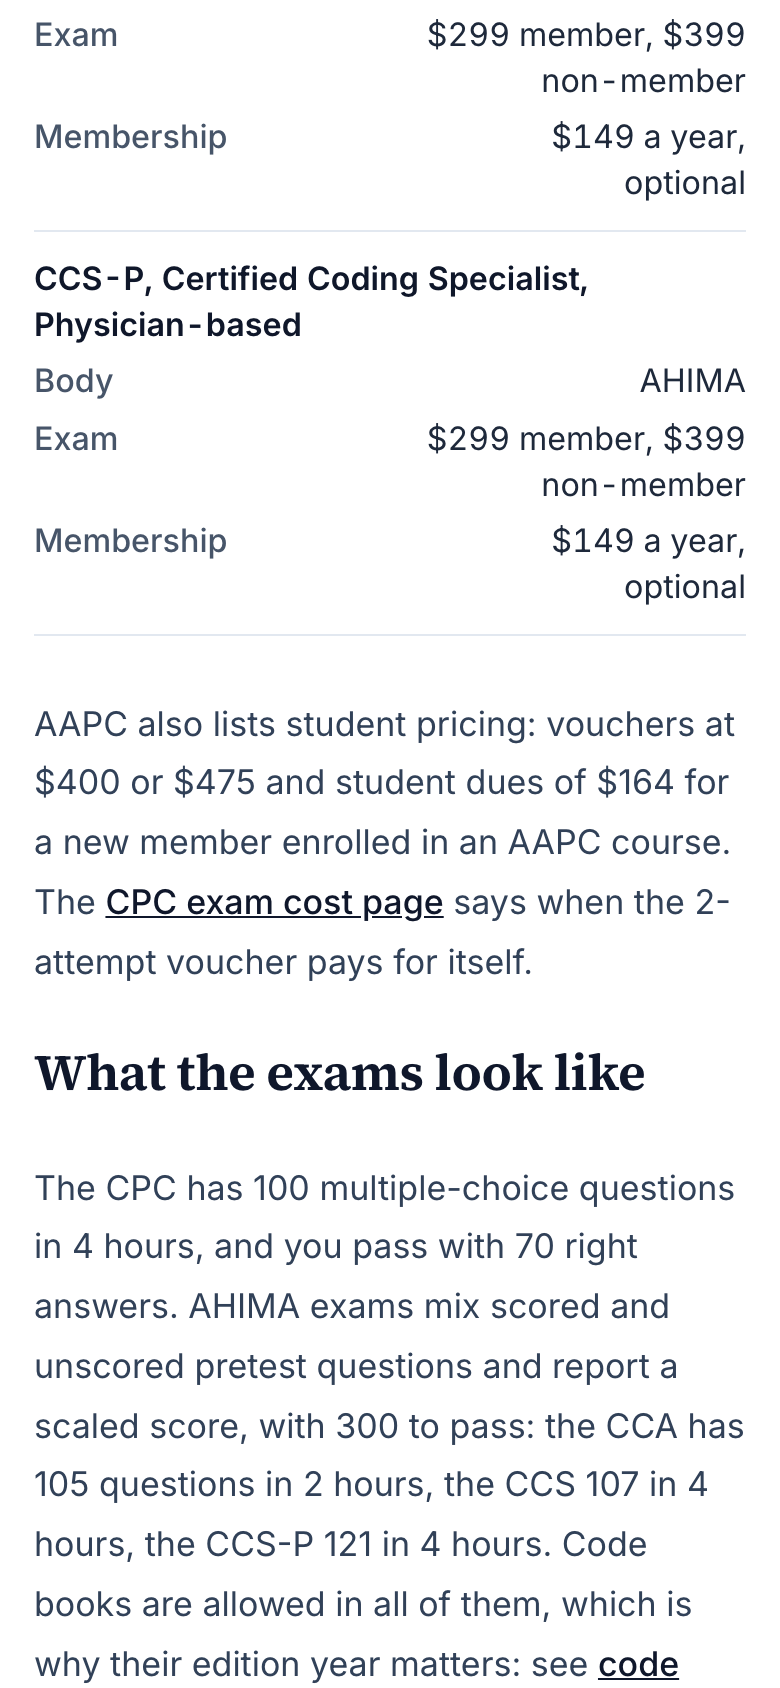 Exam $299 member, $399
non-member
Membership $149 a year,
optional
CCS-P, Certified Coding Specialist,
Physician-based
Body AHIMA
Exam $299 member, $399
non-member
Membership $149 a year,
optional
AAPC also lists student pricing: vouchers at
$400 or $475 and student dues of $164 for
a new member enrolled in an AAPC course.
The CPC exam cost page says when the 2-
attempt voucher pays for itself.
What the exams look like
The CPC has 100 multiple-choice questions
in 4 hours, and you pass with 70 right
answers. AHIMA exams mix scored and
unscored pretest questions and report a
scaled score, with 300 to pass: the CCA has
105 questions in 2 hours, the CCS 107 in 4
hours, the CCS-P 121 in 4 hours. Code
books are allowed in all of them, which is
why their edition year matters: see code